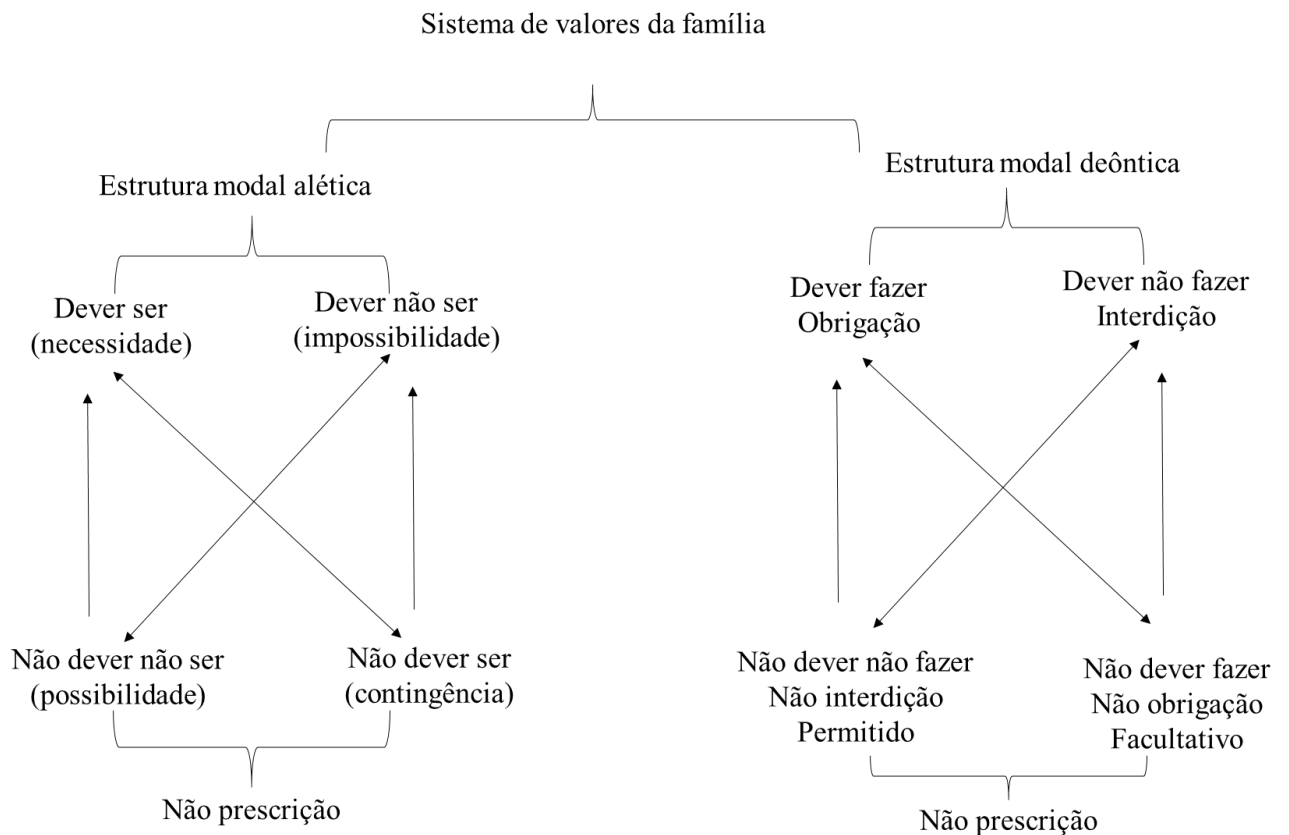 Sistema de valores da família
Estrutura modal alética
Estrutura modal deôntica
Dever ser
(necessidade)
Dever não ser
(impossibilidade)
Dever fazer
Obrigação
Dever não fazer
Interdição
Não dever não ser
(possibilidade)
Não dever ser
(contingência)
Não dever não fazer
Não interdição
Permitido
Não dever fazer
Não obrigação
Facultativo
Não prescrição
Não prescrição